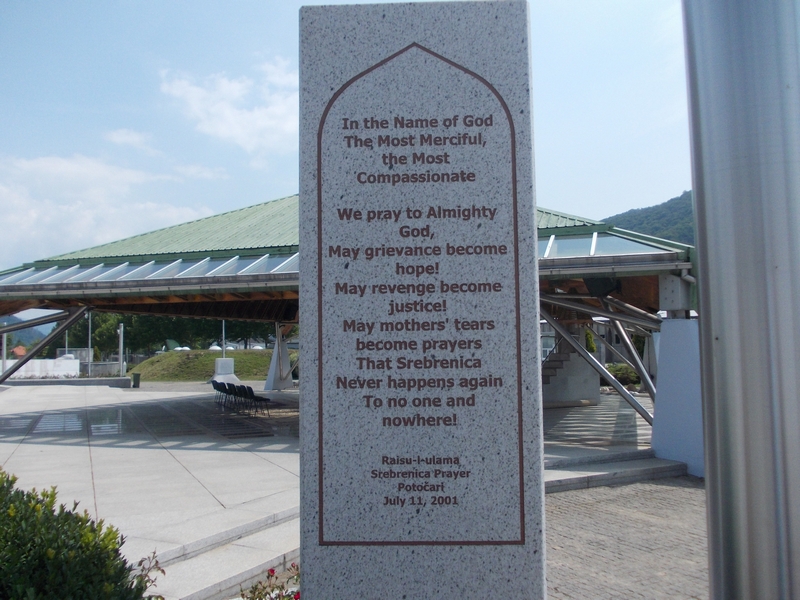 In the Name of God
The Most Merciful,
the Most
Compassionate
We pray to Almighty
God,
May grievance become
hope!
May revenge become
justice!
May mothers' tears
become prayers
That Srebrenica
Never happens again
To no one and
nowhere!
Raisu-l-ulama
Srebrenica Prayer
Potočari
July 11, 2001